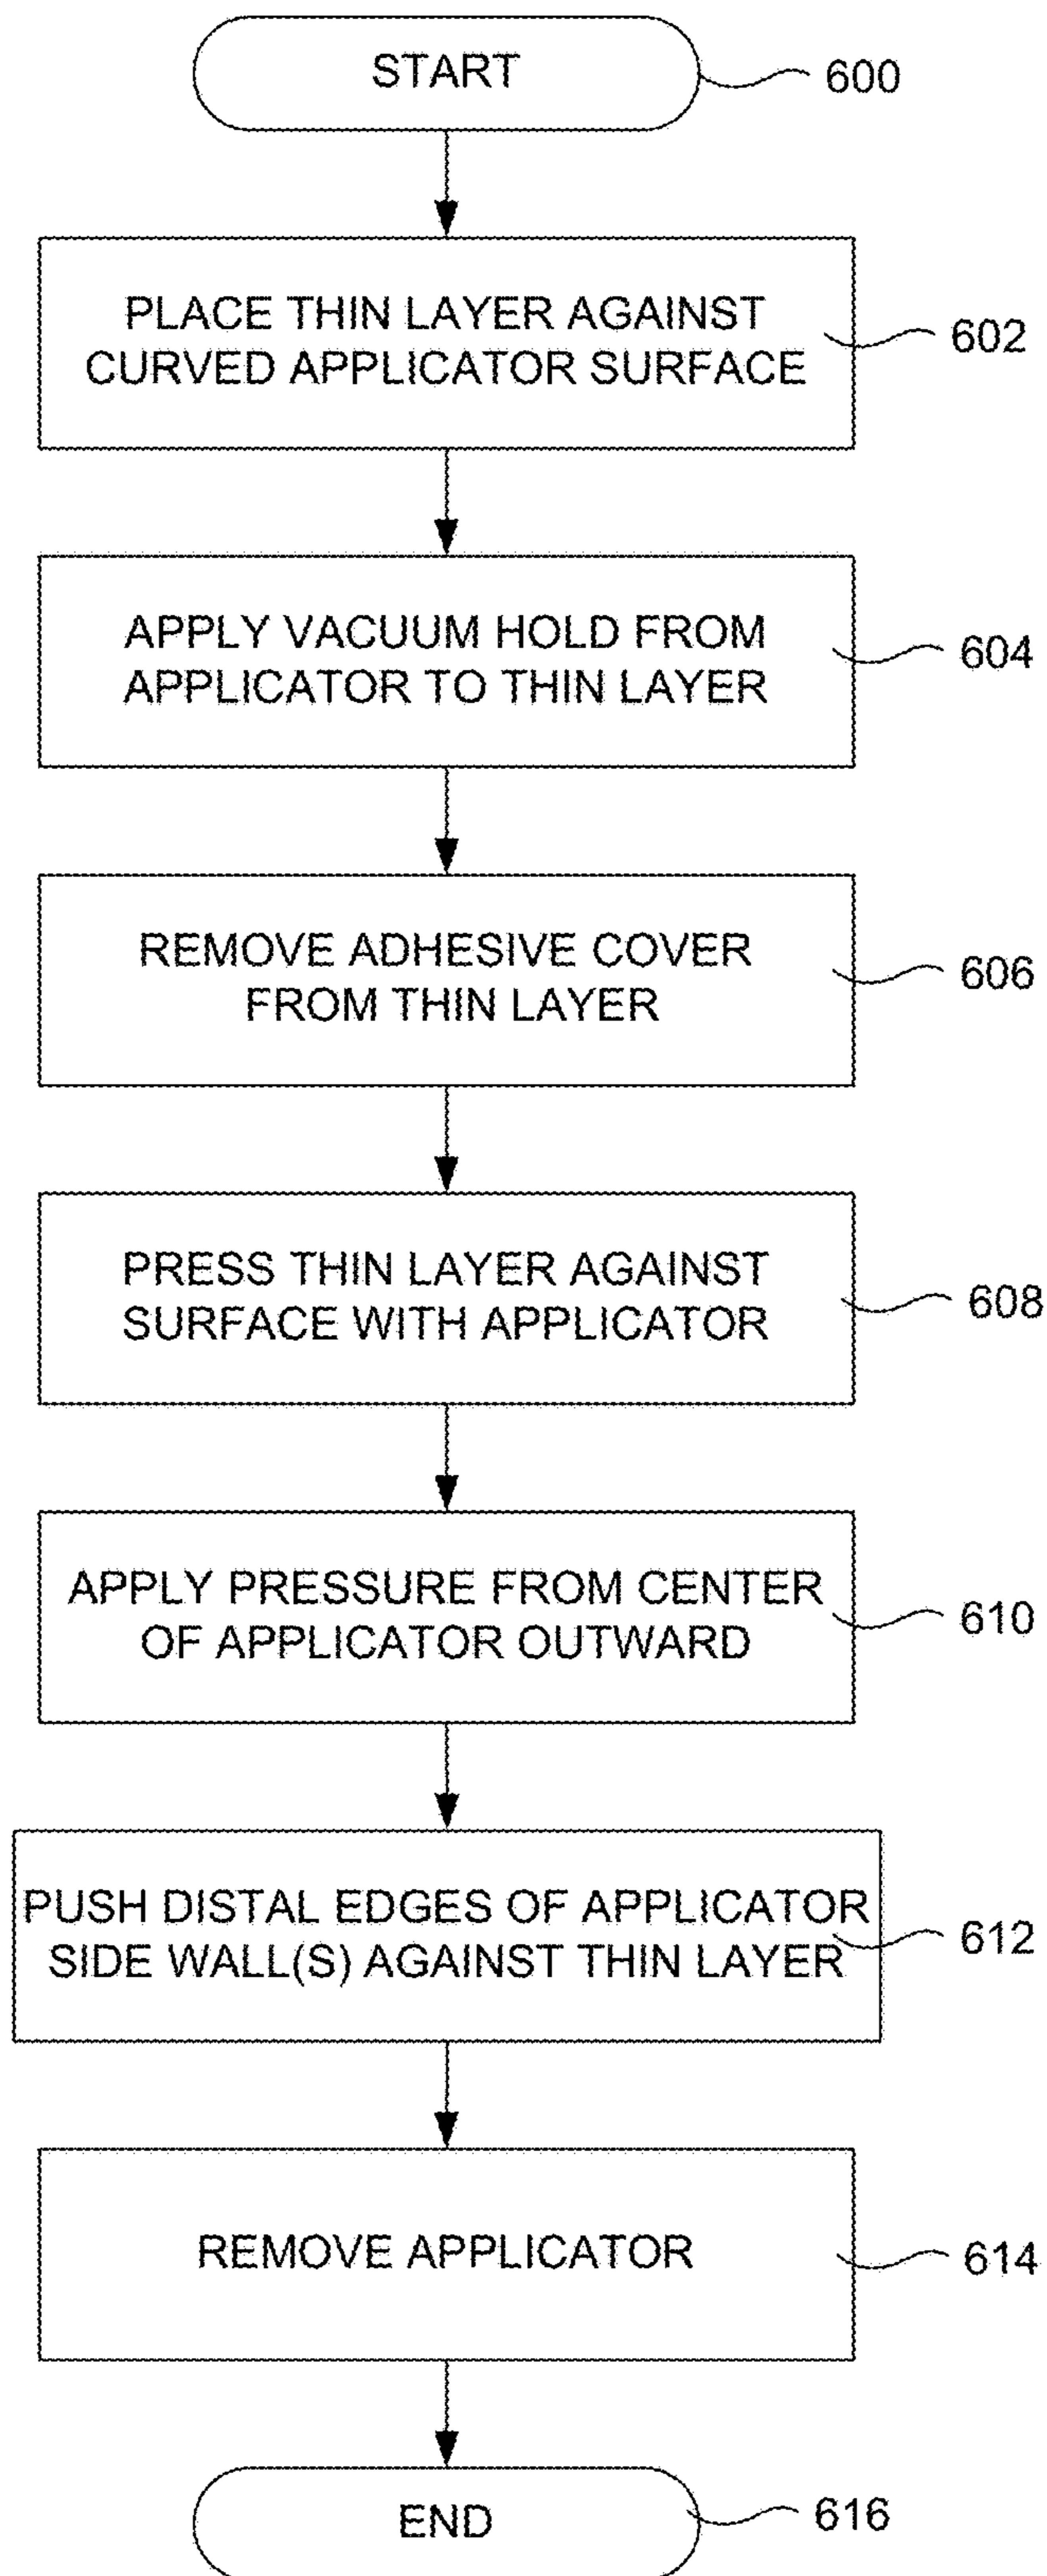 START
600
PLACE THIN LAYER AGAINST
CURVED APPLICATOR SURFACE
602
APPLY VACUUM HOLD FROM
APPLICATOR TO THIN LAYER
604
REMOVE ADHESIVE COVER
FROM THIN LAYER
606
PRESS THIN LAYER AGAINST
SURFACE WITH APPLICATOR
608
APPLY PRESSURE FROM CENTER
OF APPLICATOR OUTWARD
610
PUSH DISTAL EDGES OF APPLICATOR
SIDE WALL(S) AGAINST THIN LAYER
612
REMOVE APPLICATOR
614
END
616